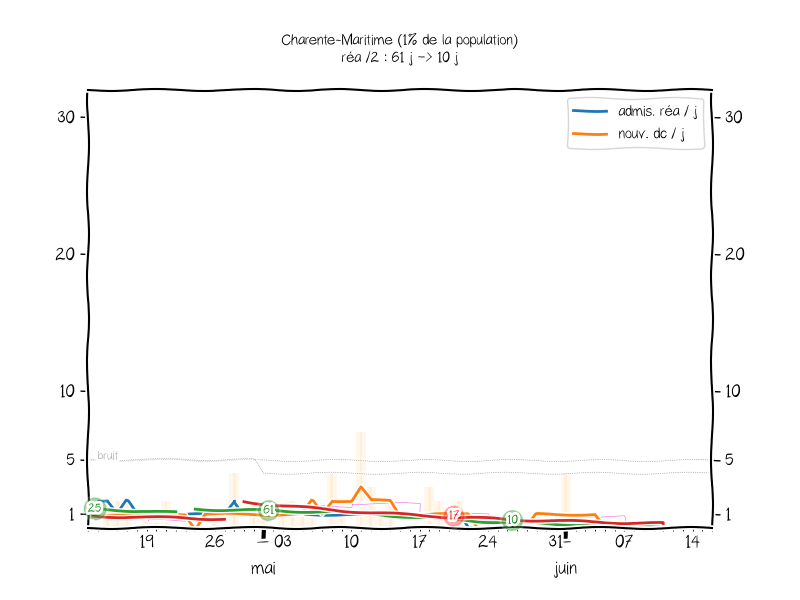 Charente-Maritime (1% de la population)
réa /2 : 61 j -> 10 j
admis. réa / j
nouv. dc / j
30
30
20
20
10
10
bruit
5
5
25
61
17
10
1
1
19 26 03 10 17 24 31 07 14
mai juin